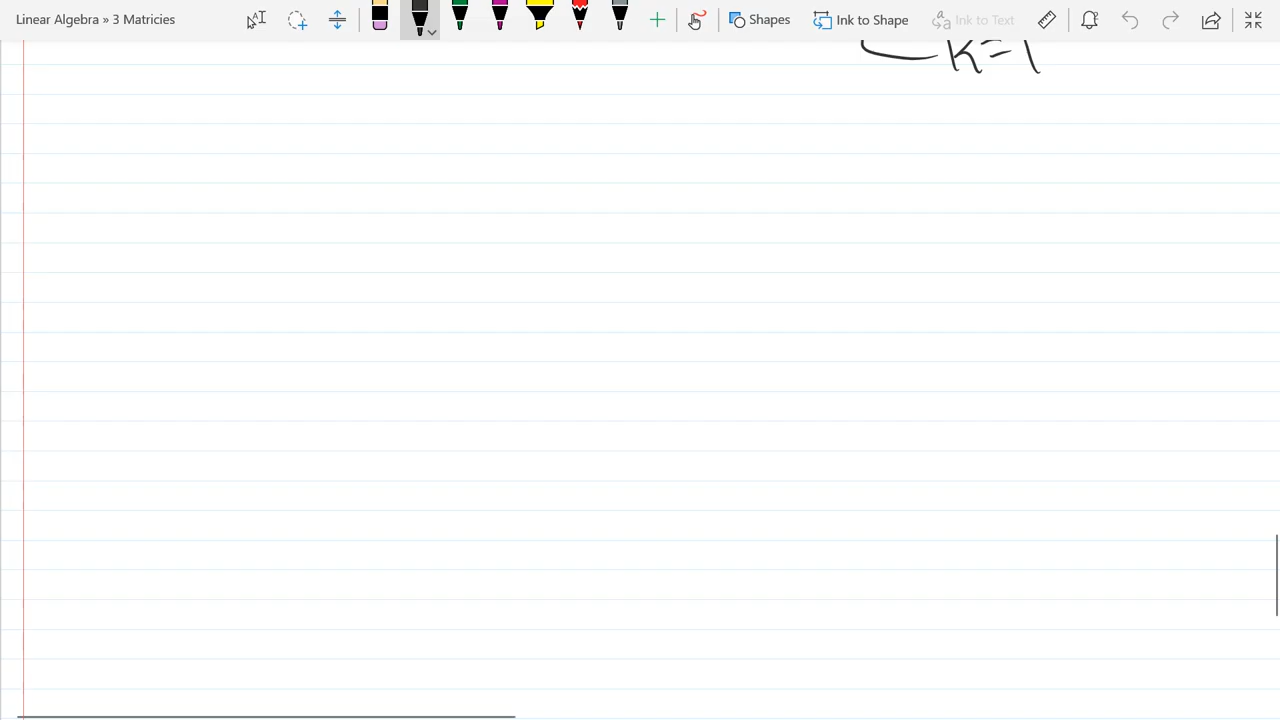 Linear Algebra » 3 Matricies
Shapes
Ink to Shape
Ink to Text
K=1